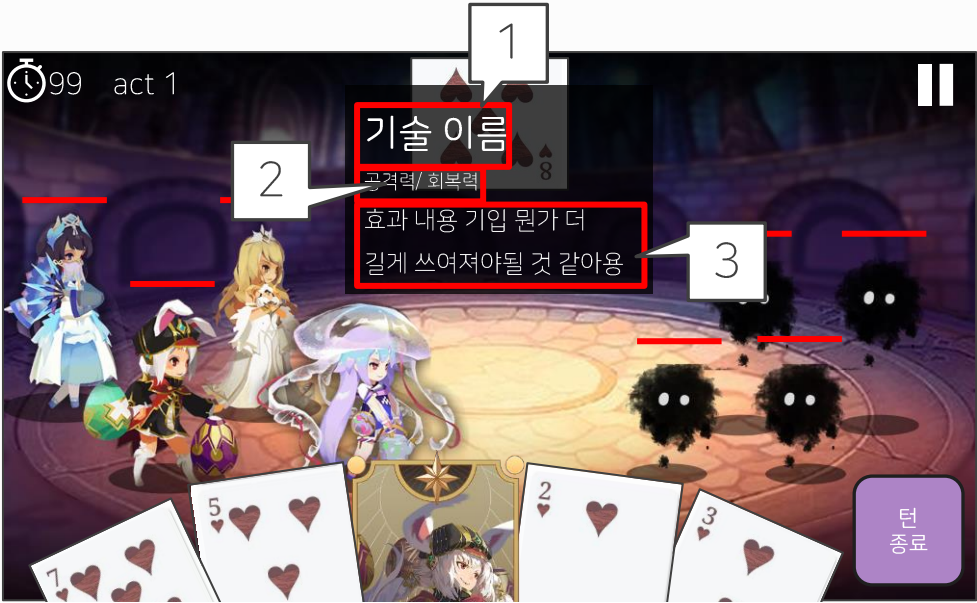 1
99 act 1
기술 이름
8
2
공격력/ 회복력
효과 내용 기입 뭔가 더
길게 쓰여져야될 것 같아용
3
7
5
2
3
턴
종료